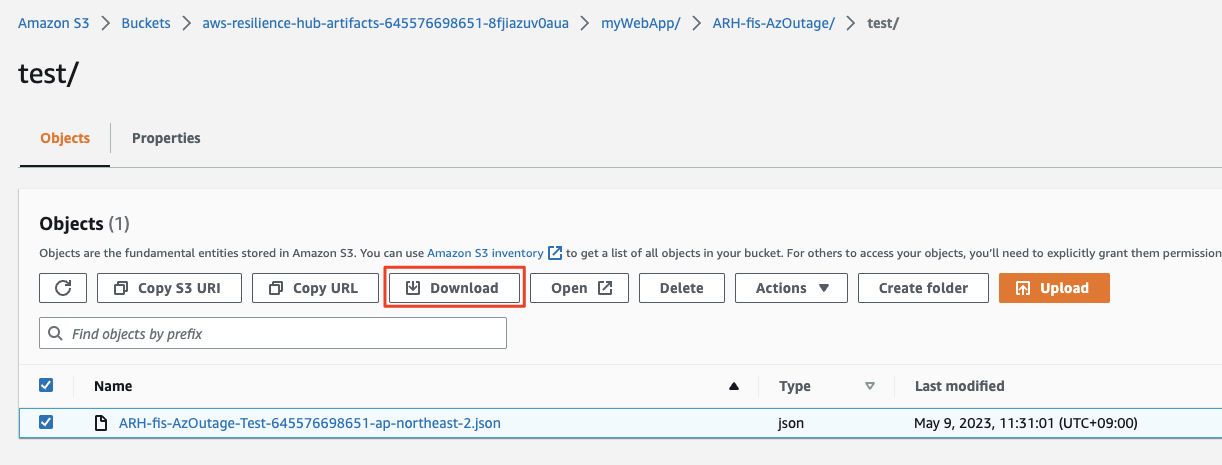 Amazon S3 > Buckets > aws-resilience-hub-artifacts-645576698651-8fjiazuv0aua > myWebApp/ > ARH-fis-AzOutage/ > test/
test/
Objects Properties
Objects (1)
Objects are the fundamental entities stored in Amazon S3. You can use Amazon S3 inventory to get a list of all objects in your bucket. For others to access your objects, you'll need to explicitly grant them permission
Copy S3 URI Copy URL Download Open Delete Actions Create folder Upload
Find objects by prefix
Name Type Last modified
ARH-fis-AzOutage-Test-645576698651-ap-northeast-2.json json May 9, 2023, 11:31:01 (UTC+09:00)